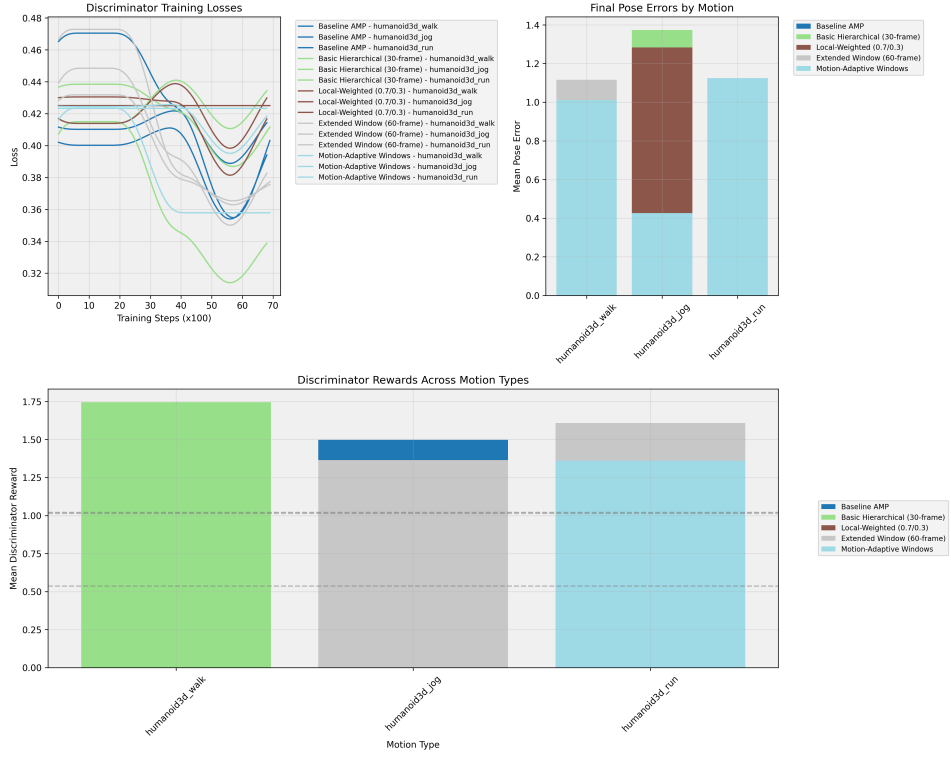 Discriminator Training Losses
Loss
0.48
0.46
0.44
0.42
0.40
0.38
0.36
0.34
0.32
0
10
20
30
40
50
60
70
Training Steps (x100)
Baseline AMP - humanoid3d_walk
Baseline AMP - humanoid3d_jog
Baseline AMP - humanoid3d_run
Basic Hierarchical (30-frame) - humanoid3d_walk
Basic Hierarchical (30-frame) - humanoid3d_jog
Basic Hierarchical (30-frame) - humanoid3d_run
Local-Weighted (0.7/0.3) - humanoid3d_walk
Local-Weighted (0.7/0.3) - humanoid3d_jog
Local-Weighted (0.7/0.3) - humanoid3d_run
Extended Window (60-frame) - humanoid3d_walk
Extended Window (60-frame) - humanoid3d_jog
Extended Window (60-frame) - humanoid3d_run
Motion-Adaptive Windows - humanoid3d_walk
Motion-Adaptive Windows - humanoid3d_jog
Motion-Adaptive Windows - humanoid3d_run
Final Pose Errors by Motion
Mean Pose Error
1.4
1.2
1.0
0.8
0.6
0.4
0.2
0.0
humanoid3d_walk
humanoid3d_jog
humanoid3d_run
Baseline AMP
Basic Hierarchical (30-frame)
Local-Weighted (0.7/0.3)
Extended Window (60-frame)
Motion-Adaptive Windows
Discriminator Rewards Across Motion Types
Mean Discriminator Reward
1.75
1.50
1.25
1.00
0.75
0.50
0.25
0.00
humanoid3d_walk
humanoid3d_jog
humanoid3d_run
Motion Type
Baseline AMP
Basic Hierarchical (30-frame)
Local-Weighted (0.7/0.3)
Extended Window (60-frame)
Motion-Adaptive Windows